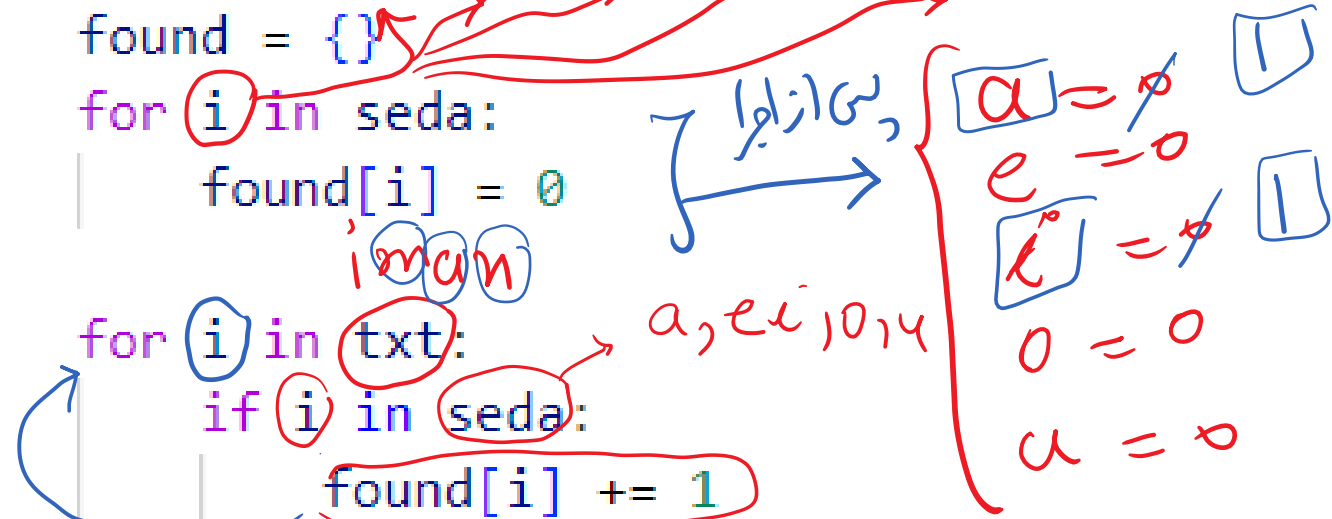 found = {}
for i in seda:
found[i] = 0
iman
for i in txt:
if i in seda:
found[i] += 1
a, e i, o, u
a = 0 1
e = 0
i = 0 1
o = 0
u = 0